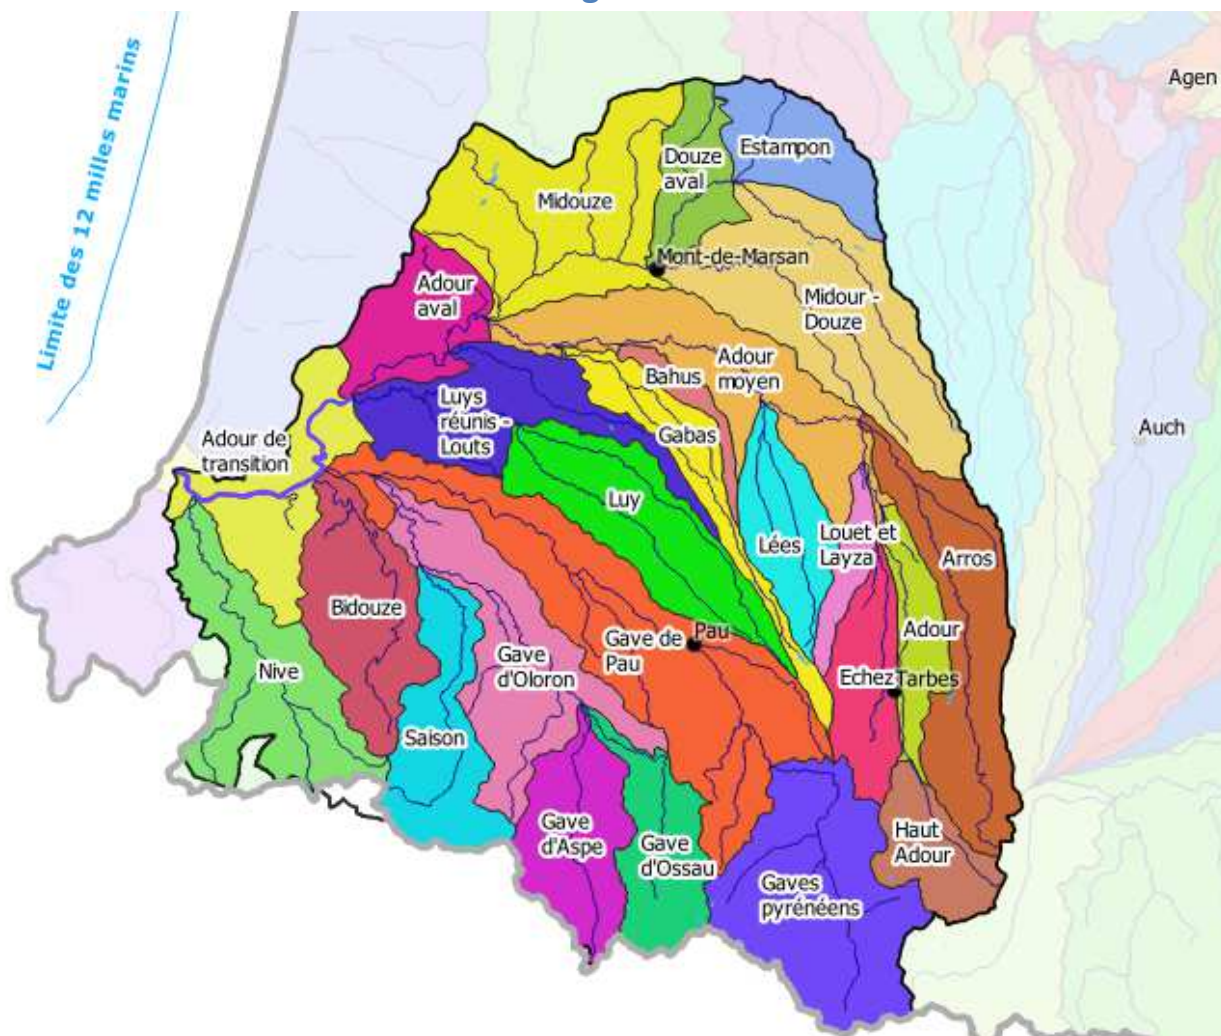 Limite des 12 milles marins
Agen
Estampon
Douze
aval
Midouze
Mont-de-Marsan
Adour
aval
Midour -
Douze
Adour
moyen
Bahus
Luys
réunis -
Louts
Gabas
Auch
Adour de
transition
Luy
Lées
Louet et
Layza
Arros
Bidouze
Adour
Pau
Gave de
Pau
Gave
d'Oloron
Nive
Echez
Tarbes
Saison
Gave
d'Aspe
Gave
d'Ossau
Haut
Adour
Gaves
pyrénéens